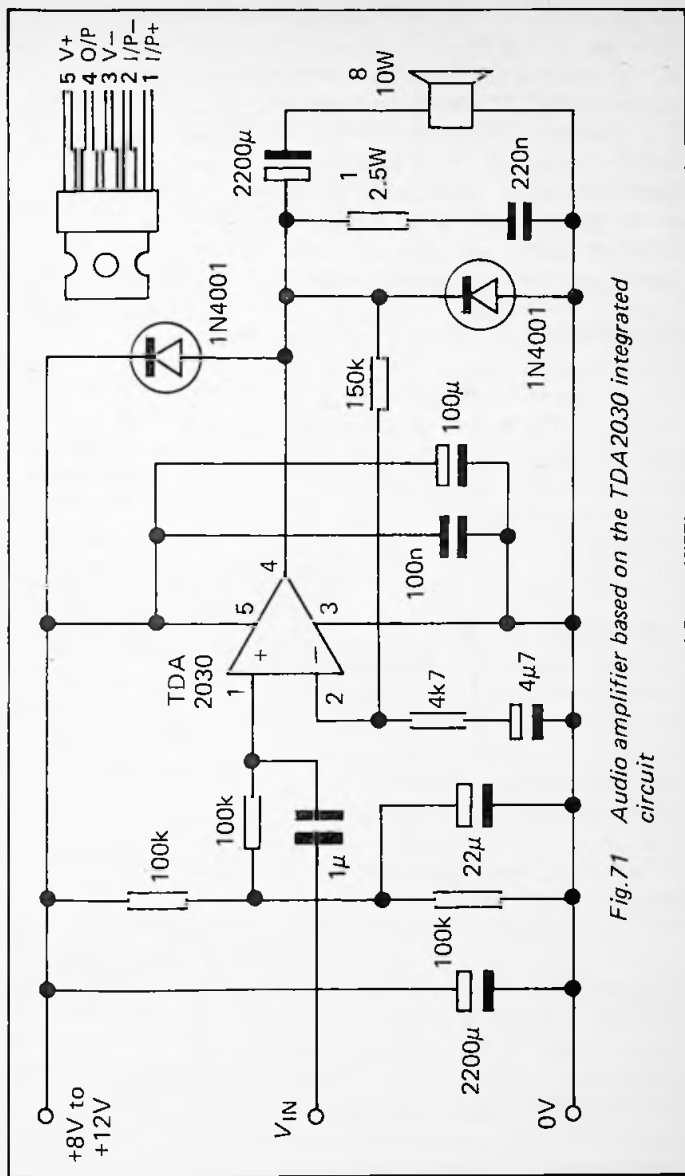 5 V+
4 O/P
3 V−
2 I/P−
1 I/P+
+8V to
+12V
VIN
0V
2200μ
100k
100k
100k
22μ
1μ
TDA
2030
1
2
3
4
5
+
−
4k7
4μ7
100n
100μ
150k
1N4001
1N4001
2200μ
1
2.5W
220n
8
10W
Fig.71 Audio amplifier based on the TDA2030 integrated
circuit